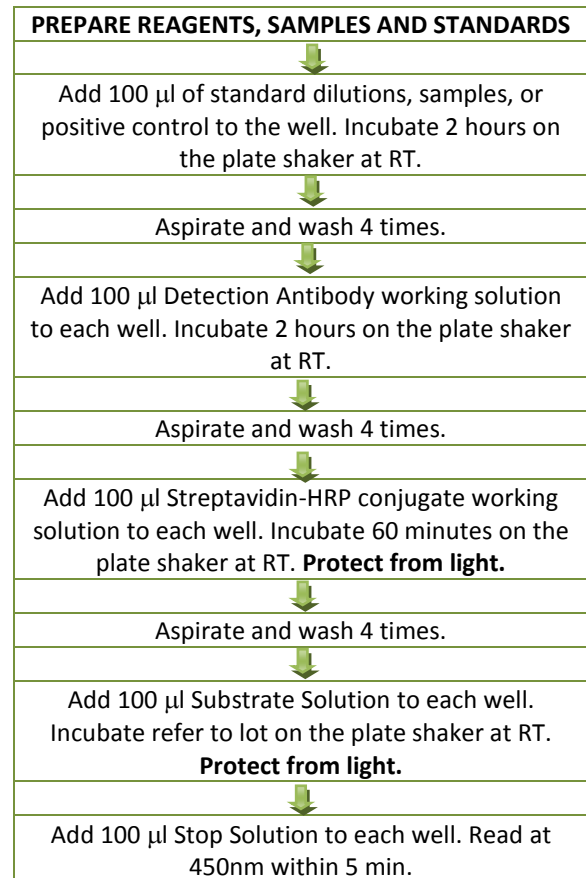 PREPARE REAGENTS, SAMPLES AND STANDARDS
Add 100 μl of standard dilutions, samples, or
positive control to the well. Incubate 2 hours on
the plate shaker at RT.
Aspirate and wash 4 times.
Add 100 μl Detection Antibody working solution
to each well. Incubate 2 hours on the plate shaker
at RT.
Aspirate and wash 4 times.
Add 100 μl Streptavidin-HRP conjugate working
solution to each well. Incubate 60 minutes on the
plate shaker at RT. Protect from light.
Aspirate and wash 4 times.
Add 100 μl Substrate Solution to each well.
Incubate refer to lot on the plate shaker at RT.
Protect from light.
Add 100 μl Stop Solution to each well. Read at
450nm within 5 min.